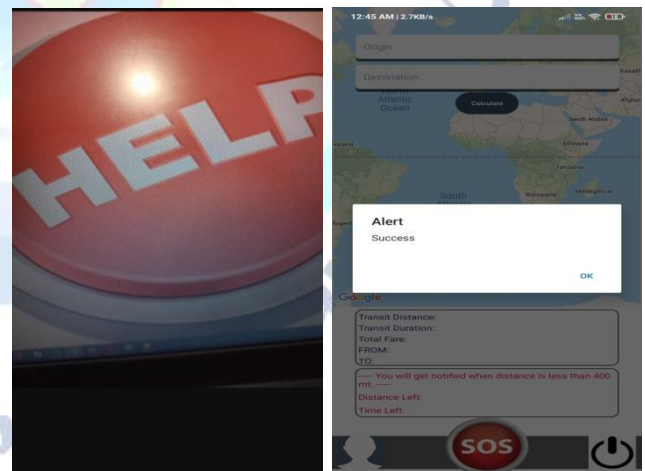 HELP
12:45 AM | 2.7KB/s
Origin
Destination
Atlantic
Ocean
Calculate
Saudi Arabia
Ethiopia
Tanzania
Botswana
Madagascar
South
Alert
Success
OK
Google
Transit Distance:
Transit Duration:
Total Fare:
FROM:
TO:
---- You will get notified when distance is less than 400
mt. ----
Distance Left:
Time Left:
SOS